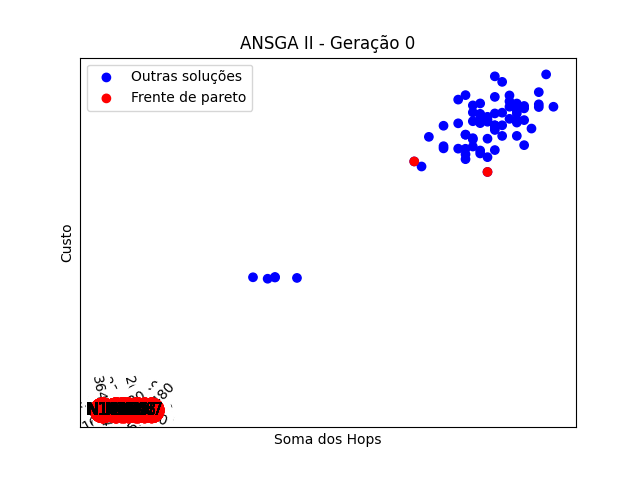 ANSGA II - Geração 0
Outras soluções
Frente de pareto
Custo
Soma dos Hops